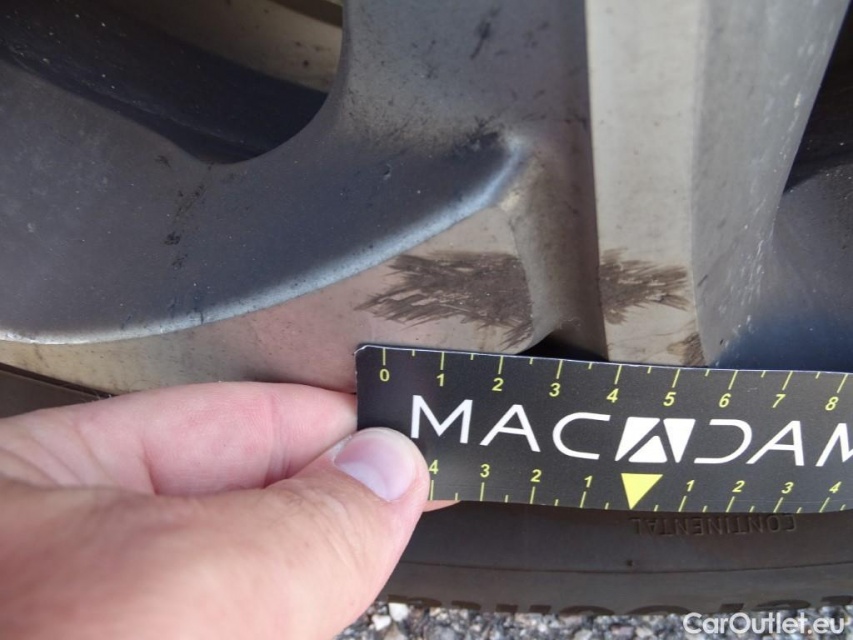 0 1 2 3 4 5 6 7 8
MACADAM
4 3 2 1 1 2 3 4
CONTINENTAL
CarOutlet.eu